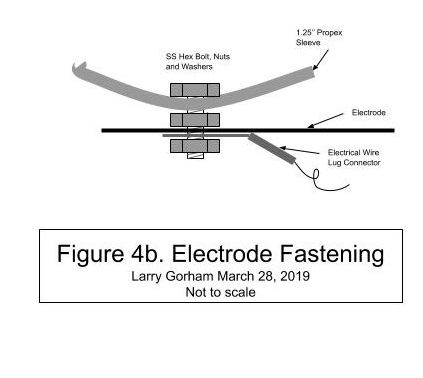 1.25" Propex
Sleeve
SS Hex Bolt, Nuts
and Washers
Electrode
Electrical Wire
Lug Connector
Figure 4b. Electrode Fastening
Larry Gorham March 28, 2019
Not to scale